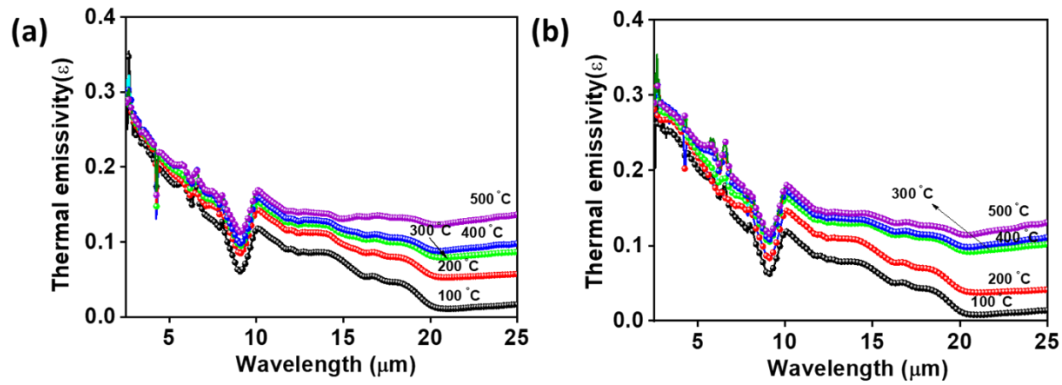 (a)
Thermal emissivity(ε)
0.4
0.3
0.2
0.1
0.0
500 °C
300 °C
400 °C
200 °C
100 °C
5 10 15 20 25
Wavelength (μm)
(b)
Thermal emissivity(ε)
0.4
0.3
0.2
0.1
0.0
300 °C
500 °C
400 °C
200 °C
100 °C
5 10 15 20 25
Wavelength (μm)